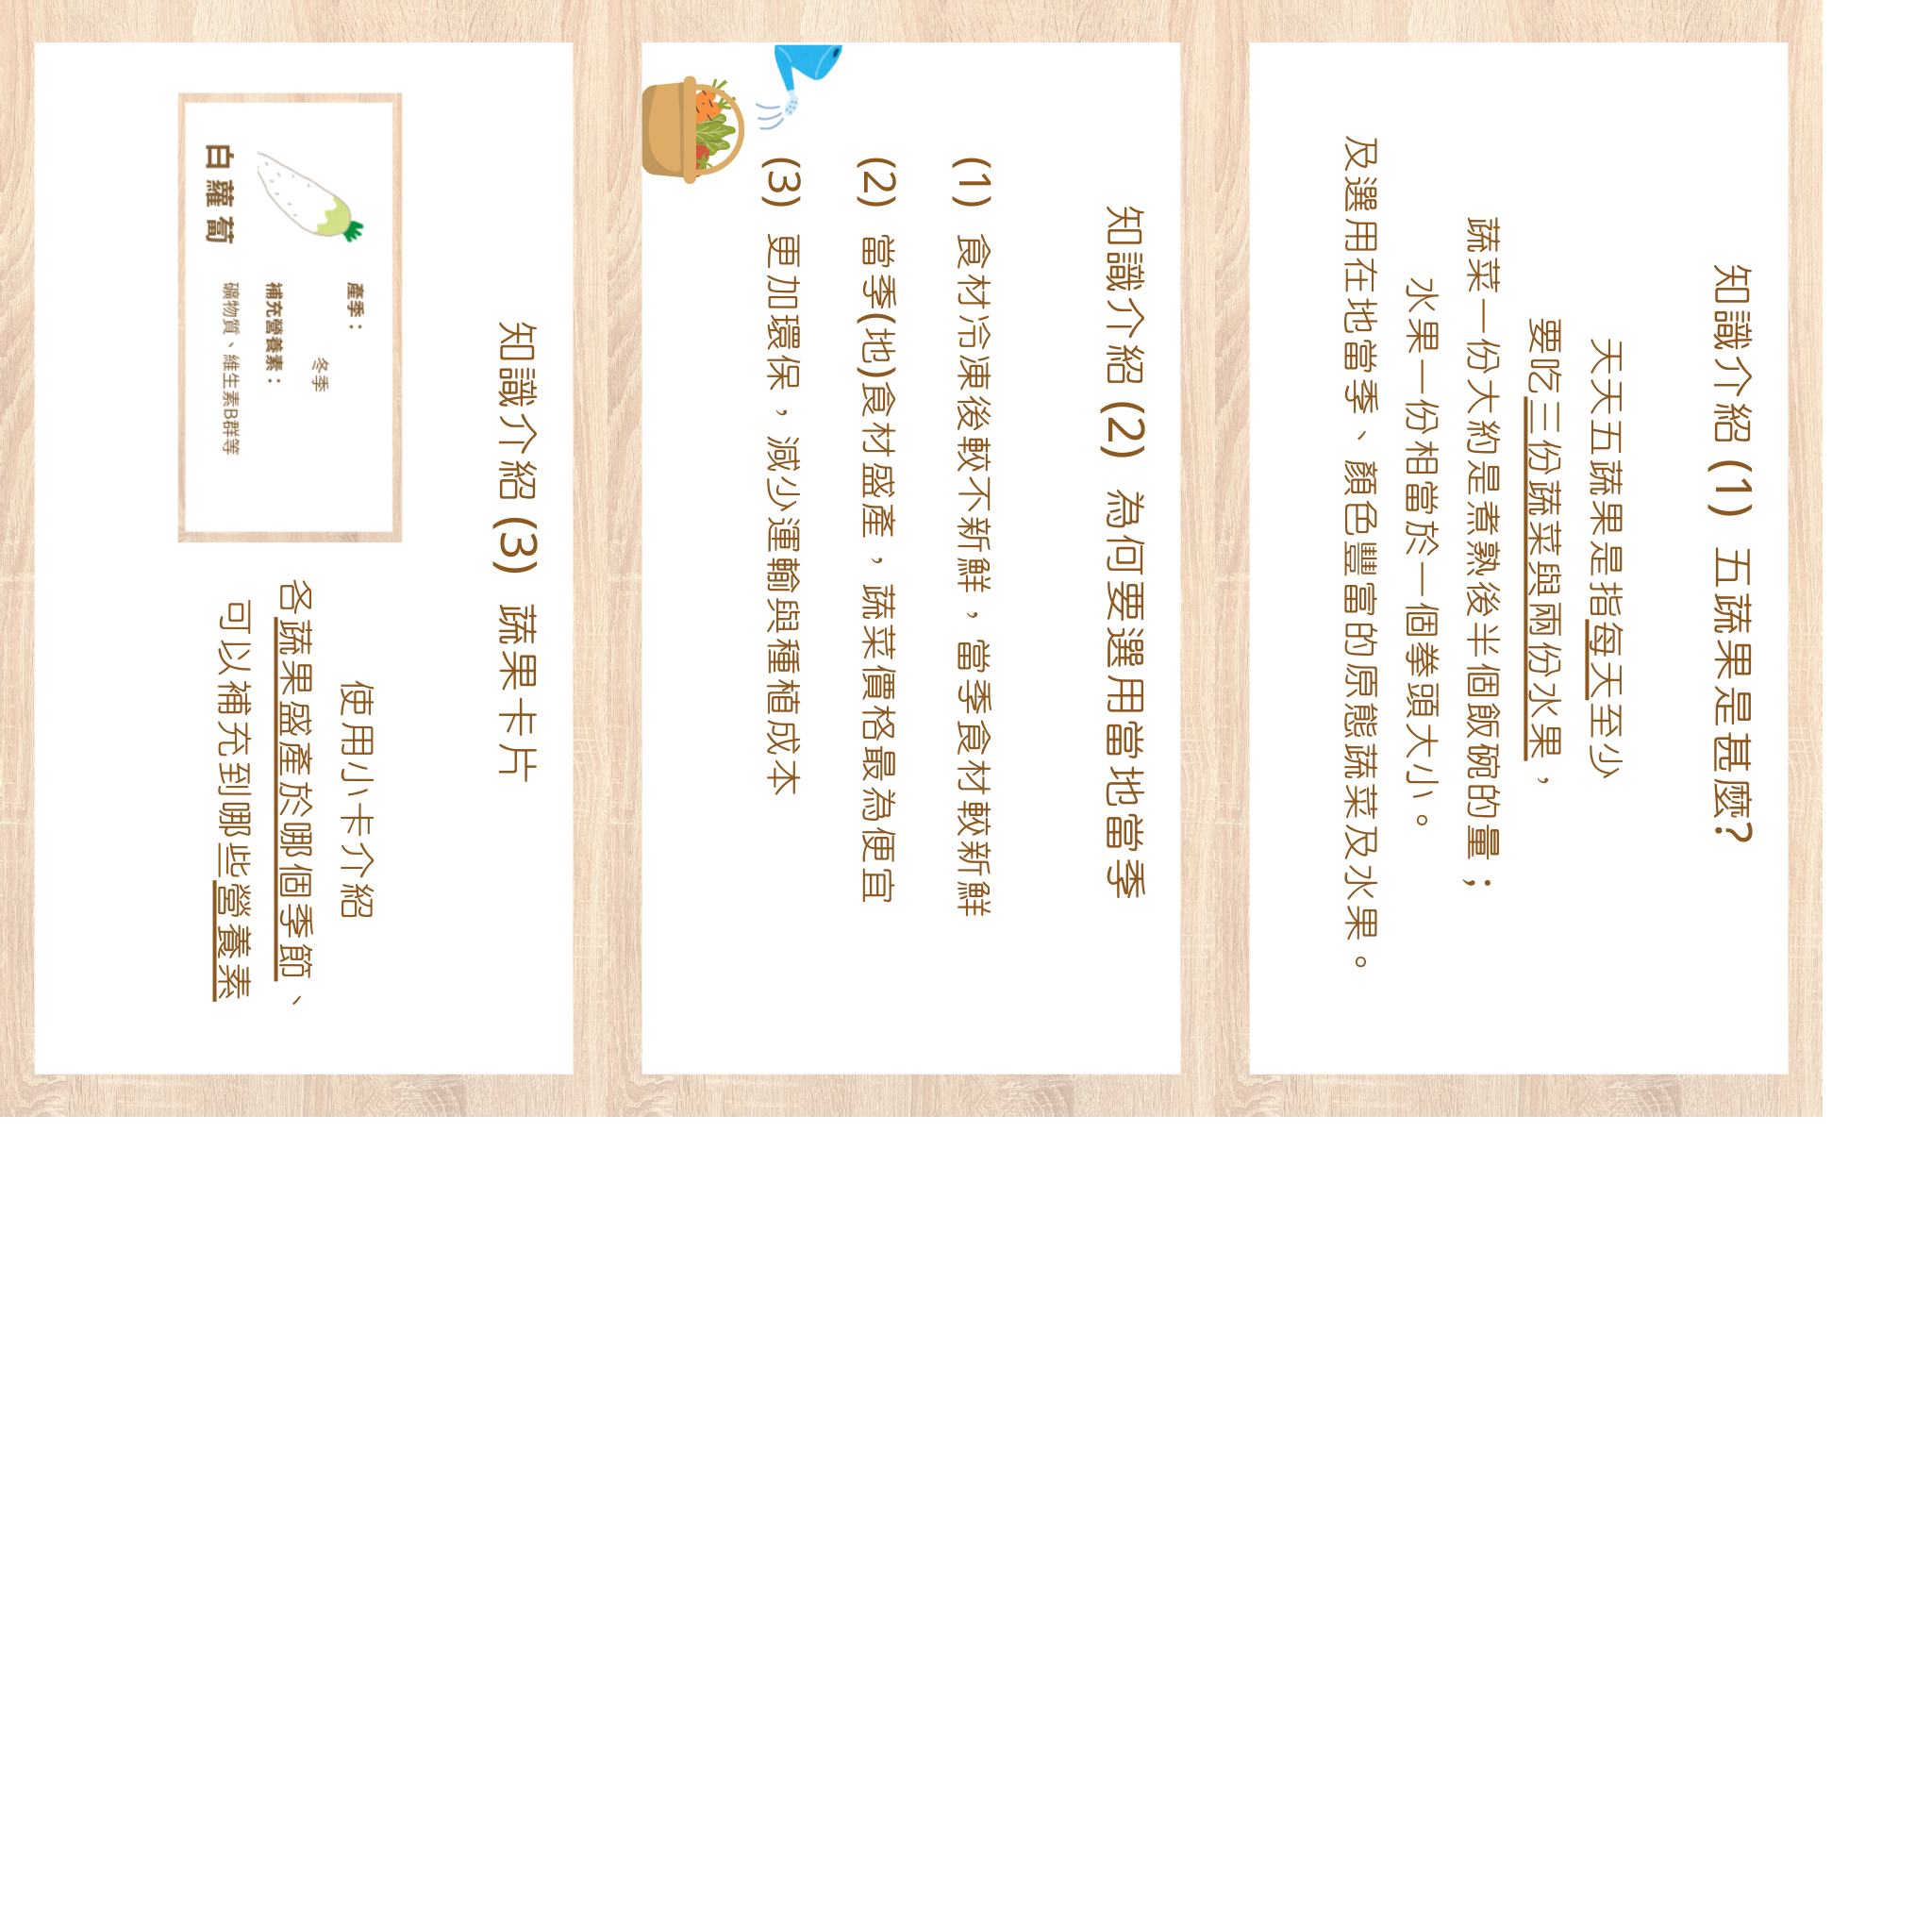 知識介紹 (1) 五蔬果是甚麼?
天天五蔬果是指每天至少
要吃三份蔬菜與兩份水果，
蔬菜一份大約是煮熟後半個飯碗的量；
水果一份相當於一個拳頭大小。
及選用在地當季、顏色豐富的原態蔬菜及水果。
知識介紹 (2) 為何要選用當地當季
(1) 食材冷凍後較不新鮮，當季食材較新鮮
(2) 當季(地)食材盛產，蔬菜價格最為便宜
(3) 更加環保，減少運輸與種植成本
知識介紹 (3) 蔬果卡片
白蘿蔔
產季：
冬季
補充營養素：
礦物質、維生素B群等
使用小卡介紹
各蔬果盛產於哪個季節、
可以補充到哪些營養素